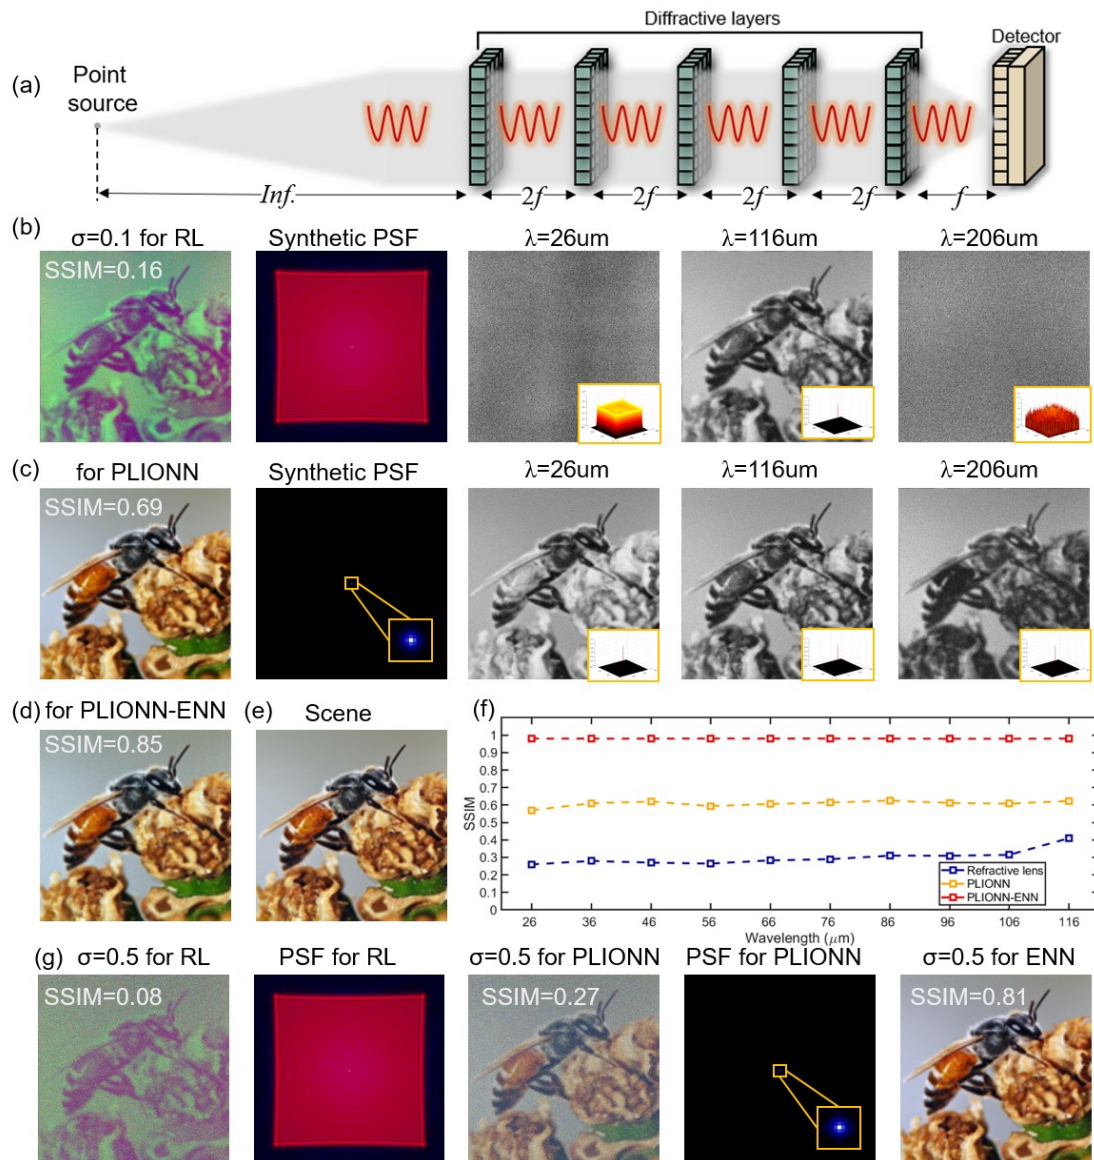 Diffractive layers
Detector
(a)
Point
source
Inf.
2f
2f
2f
2f
f
(b)
σ=0.1 for RL
Synthetic PSF
λ=26um
λ=116um
λ=206um
SSIM=0.16
(c)
for PLIONN
Synthetic PSF
λ=26um
λ=116um
λ=206um
SSIM=0.69
(d) for PLIONN-ENN
(e)
Scene
(f)
SSIM=0.85
1
0.9
0.8
0.7
0.6
0.5
0.4
0.3
0.2
0.1
0
SSIM
Refractive lens
PLIONN
PLIONN-ENN
26
36
46
56
66
76
86
96
106
116
Wavelength (μm)
(g)
σ=0.5 for RL
PSF for RL
σ=0.5 for PLIONN
PSF for PLIONN
σ=0.5 for ENN
SSIM=0.08
SSIM=0.27
SSIM=0.81